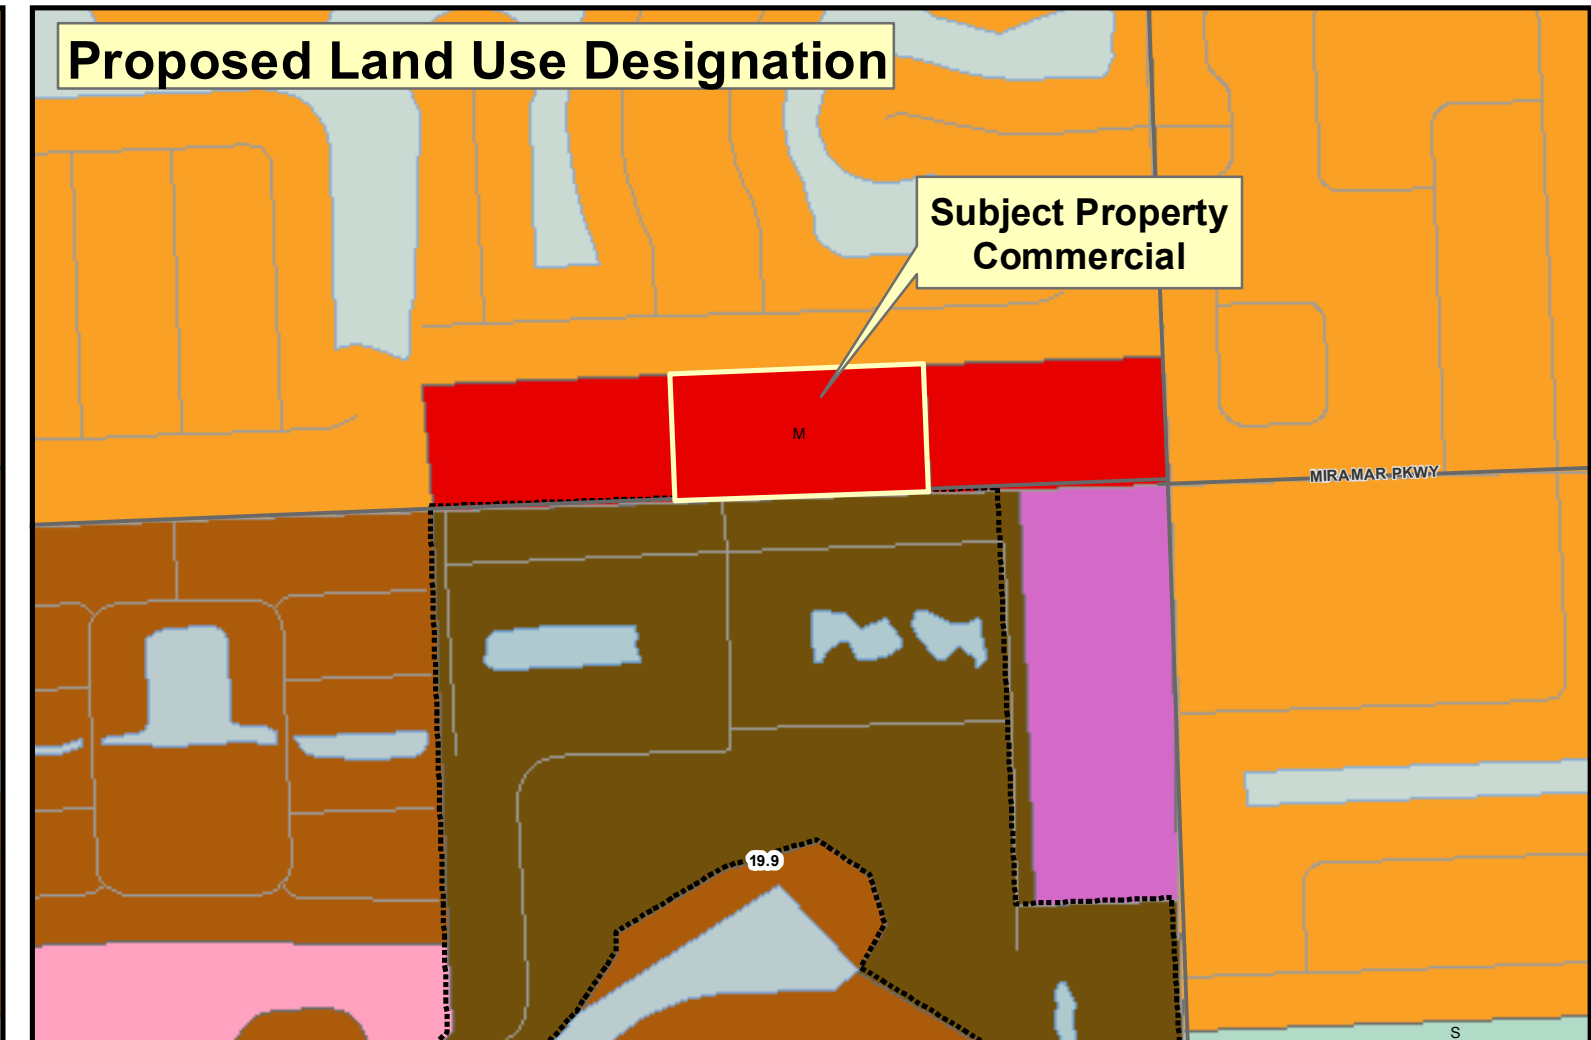 Proposed Land Use Designation
Subject Property
Commercial
M
MIRAMAR PKWY
19.9
S